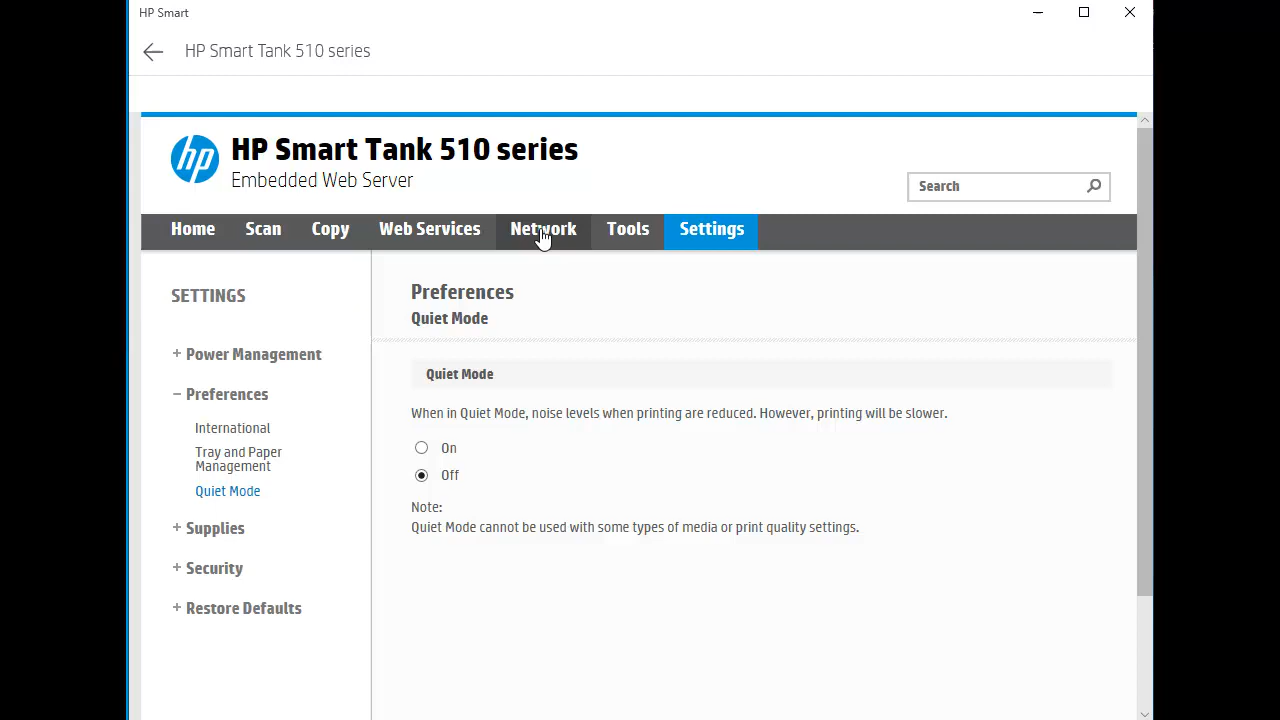 HP Smart
HP Smart Tank 510 series
hp
HP Smart Tank 510 series
Embedded Web Server
Search
Home Scan Copy Web Services Network Tools Settings
SETTINGS
+ Power Management
− Preferences
International
Tray and Paper
Management
Quiet Mode
+ Supplies
+ Security
+ Restore Defaults
Preferences
Quiet Mode
Quiet Mode
When in Quiet Mode, noise levels when printing are reduced. However, printing will be slower.
On
Off
Note:
Quiet Mode cannot be used with some types of media or print quality settings.